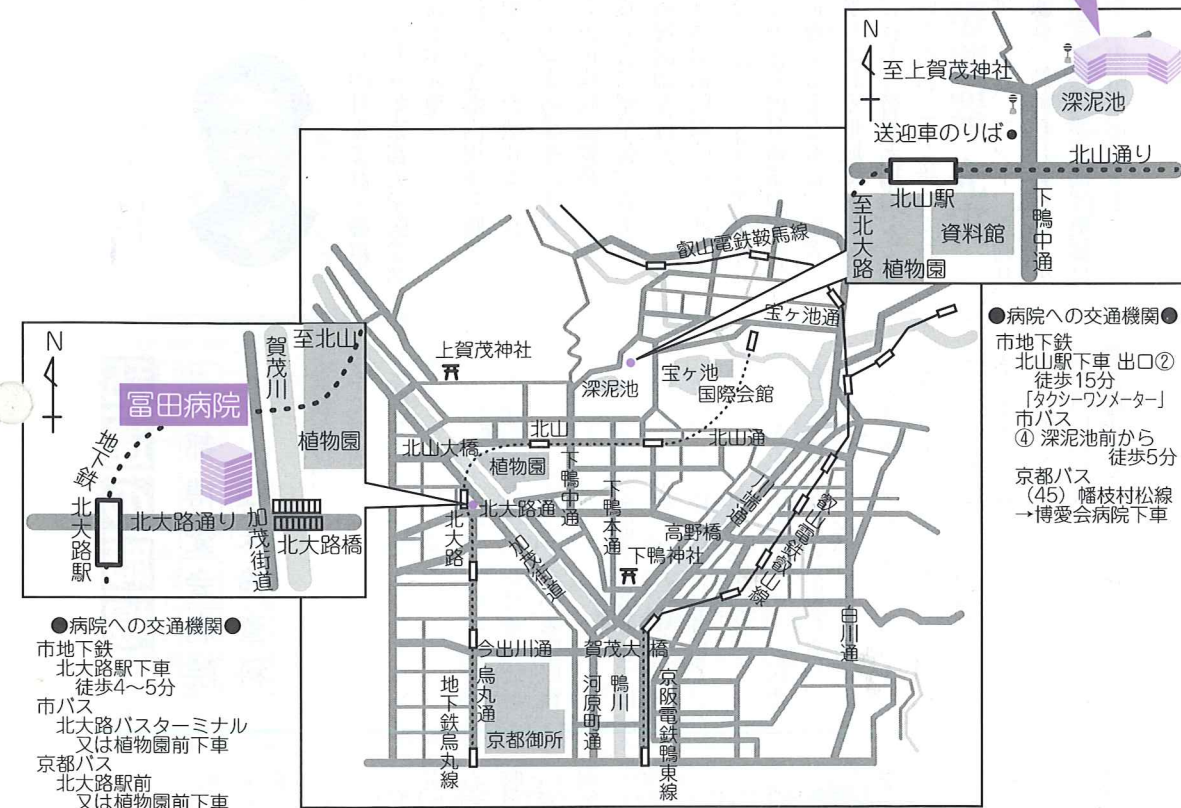 N
至上賀茂神社
深泥池
送迎車のりば
北山通り
北山駅
至北大路
植物園
資料館
下鴨中通
●病院への交通機関●
市地下鉄
北山駅下車 出口②
徒歩15分
「タクシーワンメーター」
市バス
④ 深泥池前から
徒歩5分
京都バス
(45) 幡枝村松線
→博愛会病院下車
叡山電鉄鞍馬線
宝ヶ池通
上賀茂神社
深泥池
宝ヶ池
国際会館
北山大橋
北山
北山通
植物園
下鴨中通
下鴨本通
北大路通
北大路
加茂街道
高野橋
川端通
下鴨神社
叡山電鉄叡山線
白川通
今出川通
賀茂大橋
地下鉄烏丸線
烏丸通
京都御所
河原町通
鴨川
京阪電鉄鴨東線
N
賀茂川
至北山
冨田病院
植物園
地下鉄
北大路駅
北大路通り
加茂街道
北大路橋
●病院への交通機関●
市地下鉄
北大路駅下車
徒歩4〜5分
市バス
北大路バスターミナル
又は植物園前下車
京都バス
北大路駅前
又は植物園前下車